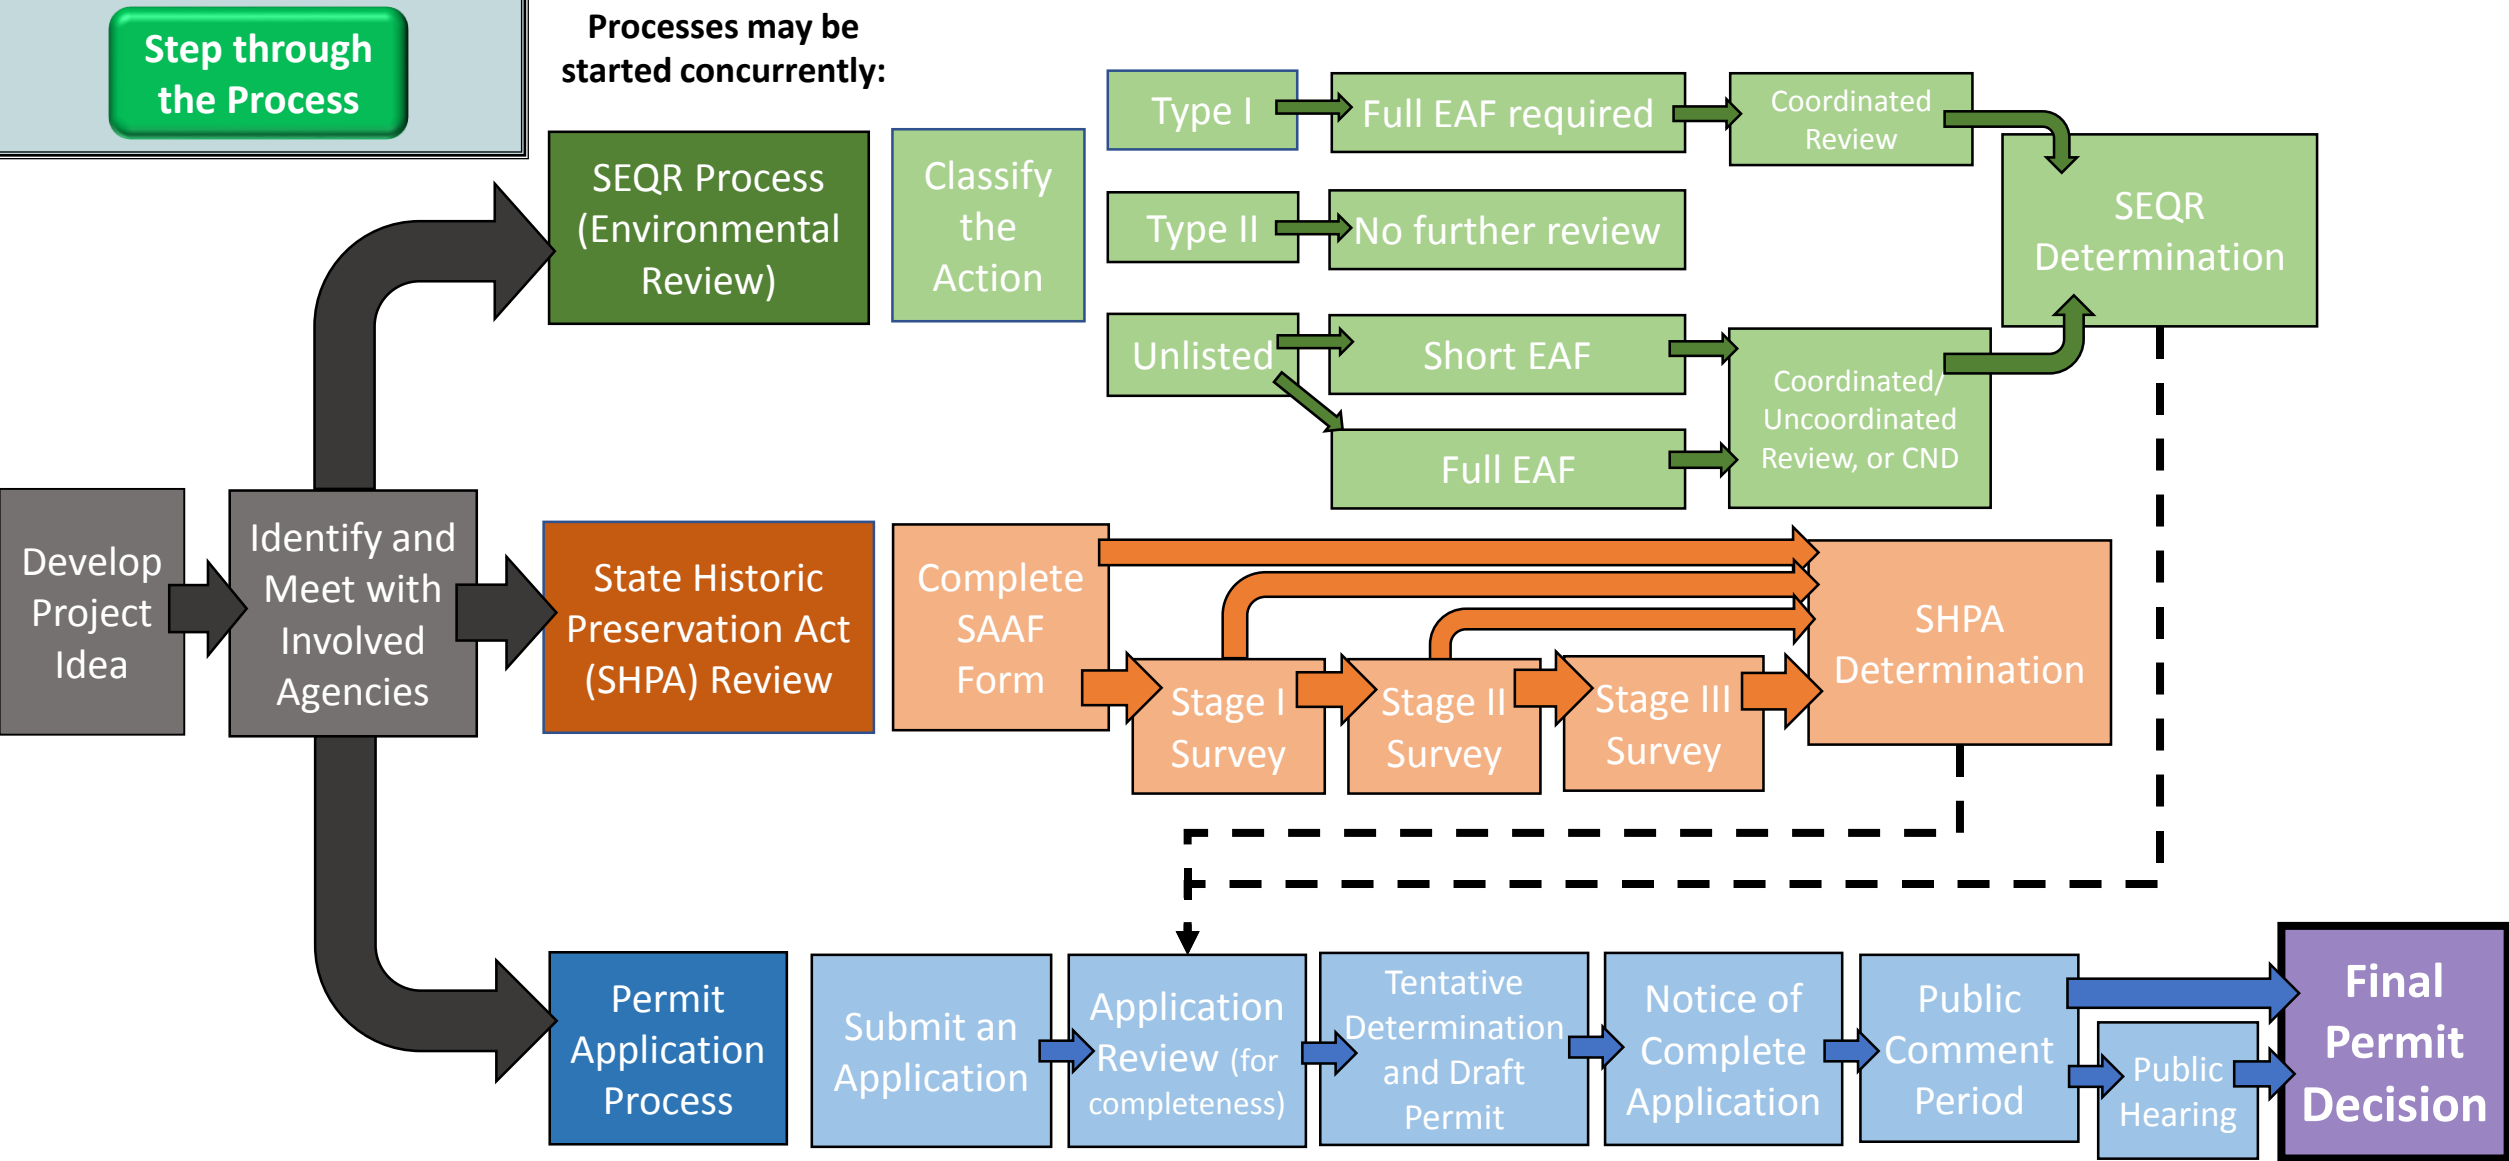 Step through
the Process
Processes may be
started concurrently:
SEQR Process
(Environmental
Review)
Classify
the
Action
Type I
Full EAF required
Coordinated
Review
Type II
No further review
SEQR
Determination
Unlisted
Short EAF
Full EAF
Coordinated/
Uncoordinated
Review, or CND
Develop
Project
Idea
Identify and
Meet with
Involved
Agencies
State Historic
Preservation Act
(SHPA) Review
Complete
SAAF
Form
Stage I
Survey
Stage II
Survey
Stage III
Survey
SHPA
Determination
Permit
Application
Process
Submit an
Application
Application
Review (for
completeness)
Tentative
Determination
and Draft
Permit
Notice of
Complete
Application
Public
Comment
Period
Public
Hearing
Final
Permit
Decision